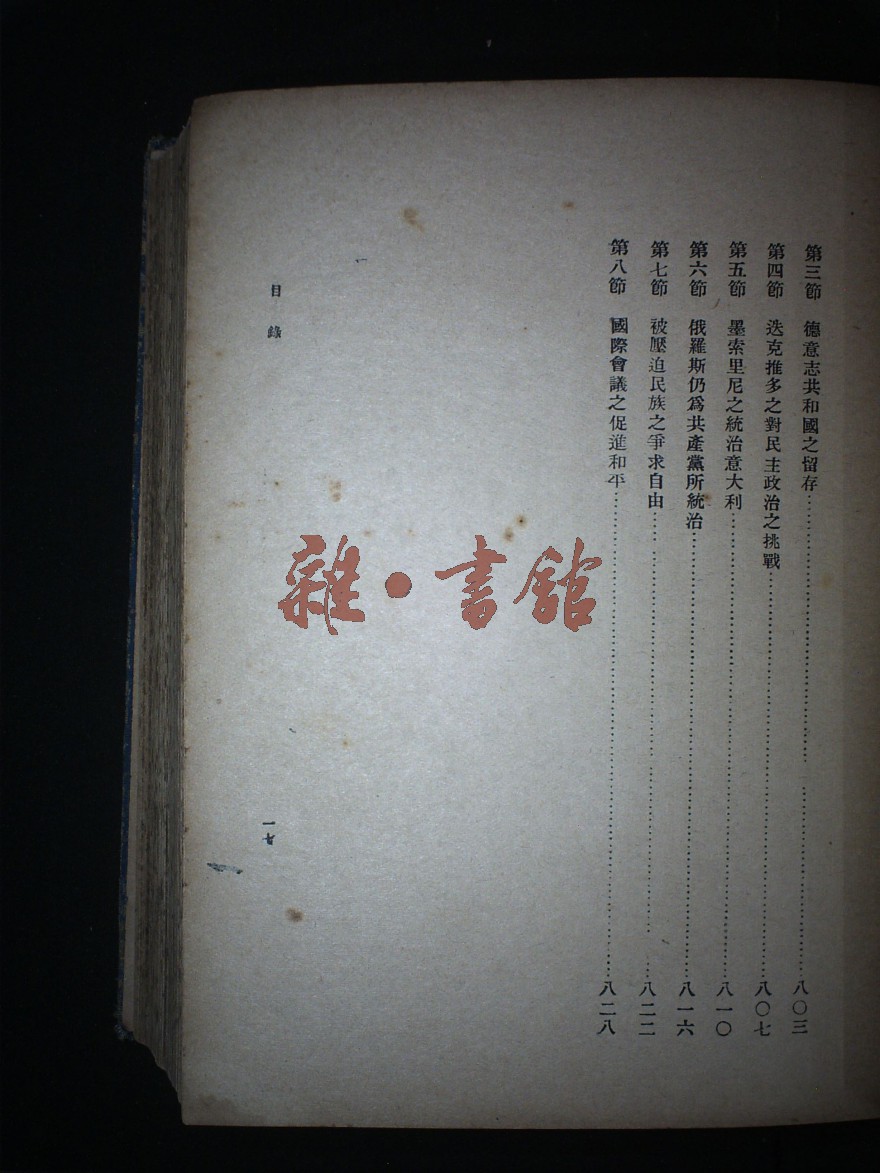 第三節 德意志共和國之留存……八〇三
第四節 迭克推多之對民主政治之挑戰……八〇七
第五節 墨索里尼之統治意大利……八一〇
第六節 俄羅斯仍爲共產黨所統治……八一六
第七節 被壓迫民族之爭求自由……八二二
第八節 國際會議之促進和平……八二八
目錄
雜·書館